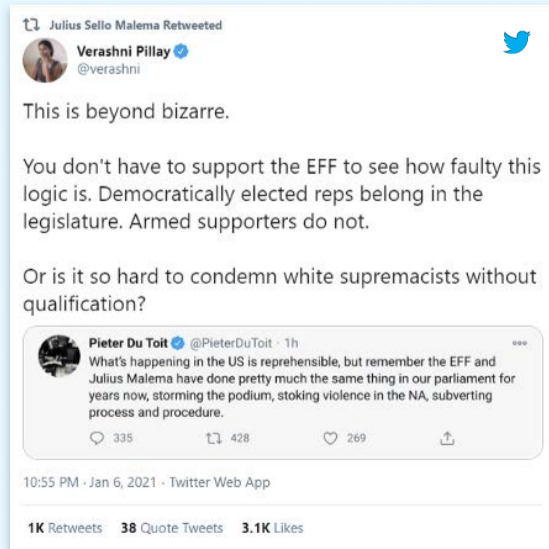 Julius Sello Malema Retweeted
Verashni Pillay
@verashni
This is beyond bizarre.
You don't have to support the EFF to see how faulty this
logic is. Democratically elected reps belong in the
legislature. Armed supporters do not.
Or is it so hard to condemn white supremacists without
qualification?
Pieter Du Toit @PieterDuToit · 1h
What's happening in the US is reprehensible, but remember the EFF and
Julius Malema have done pretty much the same thing in our parliament for
years now, storming the podium, stoking violence in the NA, subverting
process and procedure.
335 428 269
10:55 PM · Jan 6, 2021 · Twitter Web App
1K Retweets 38 Quote Tweets 3.1K Likes